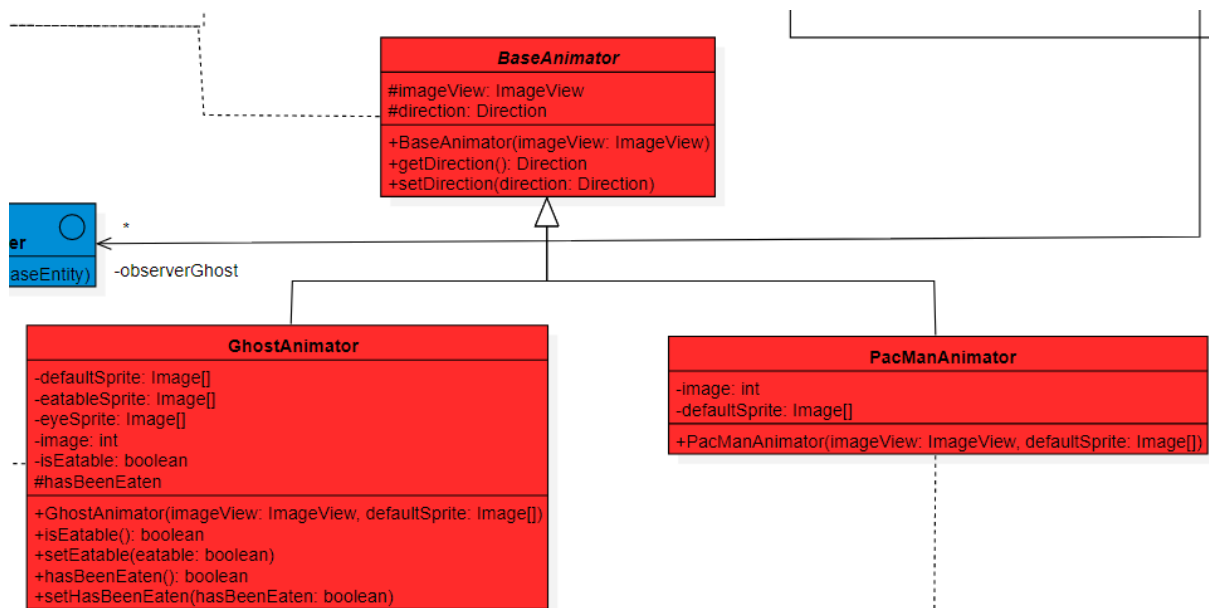 BaseAnimator
#imageView: ImageView
#direction: Direction
+BaseAnimator(imageView: ImageView)
+getDirection(): Direction
+setDirection(direction: Direction)
*
er
aseEntity)
-observerGhost
GhostAnimator
-defaultSprite: Image[]
-eatableSprite: Image[]
-eyeSprite: Image[]
-image: int
-isEatable: boolean
#hasBeenEaten
+GhostAnimator(imageView: ImageView, defaultSprite: Image[])
+isEatable(): boolean
+setEatable(eatable: boolean)
+hasBeenEaten(): boolean
+setHasBeenEaten(hasBeenEaten: boolean)
PacManAnimator
-image: int
-defaultSprite: Image[]
+PacManAnimator(imageView: ImageView, defaultSprite: Image[])